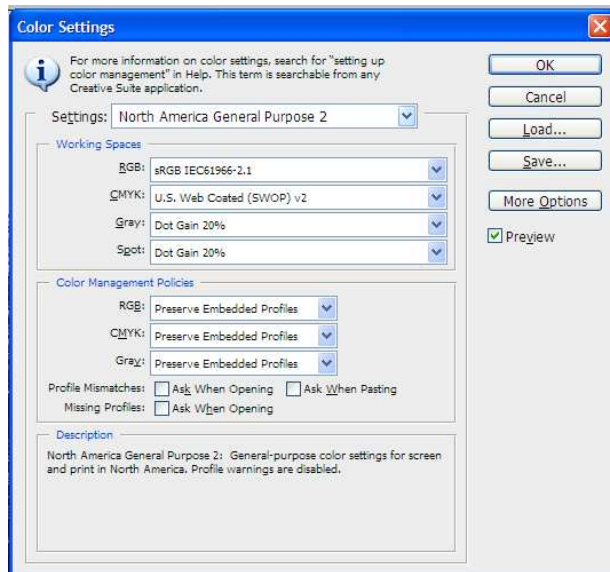 Color Settings
For more information on color settings, search for "setting up
color management" in Help. This term is searchable from any
Creative Suite application.
Settings: North America General Purpose 2
Working Spaces
RGB: sRGB IEC61966-2.1
CMYK: U.S. Web Coated (SWOP) v2
Gray: Dot Gain 20%
Spot: Dot Gain 20%
Color Management Policies
RGB: Preserve Embedded Profiles
CMYK: Preserve Embedded Profiles
Gray: Preserve Embedded Profiles
Profile Mismatches: Ask When Opening Ask When Pasting
Missing Profiles: Ask When Opening
Description
North America General Purpose 2: General-purpose color settings for screen
and print in North America. Profile warnings are disabled.
OK
Cancel
Load...
Save...
More Options
Preview